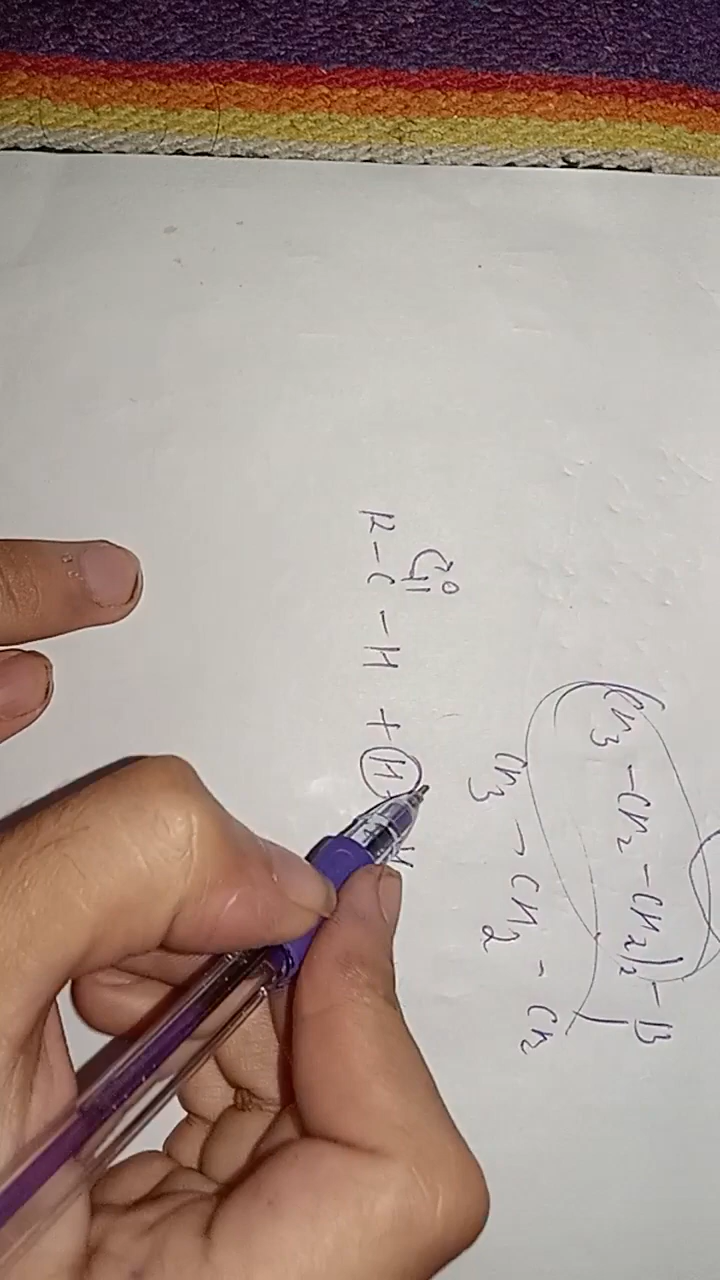 (CH3 - CH2 - CH2)2 - B
CH3 - CH2 - CH2
O
R - C - H + H - H